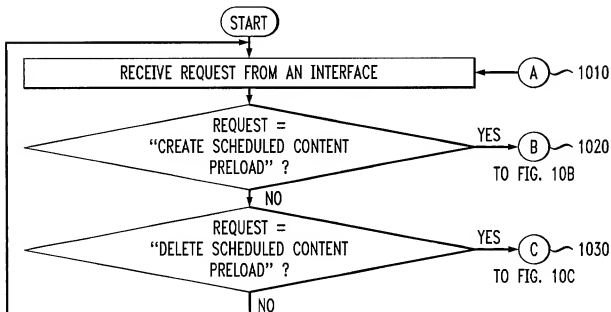 START
RECEIVE REQUEST FROM AN INTERFACE
A
1010
REQUEST =
"CREATE SCHEDULED CONTENT
PRELOAD" ?
YES
B
1020
TO FIG. 10B
NO
REQUEST =
"DELETE SCHEDULED CONTENT
PRELOAD" ?
YES
C
1030
TO FIG. 10C
NO